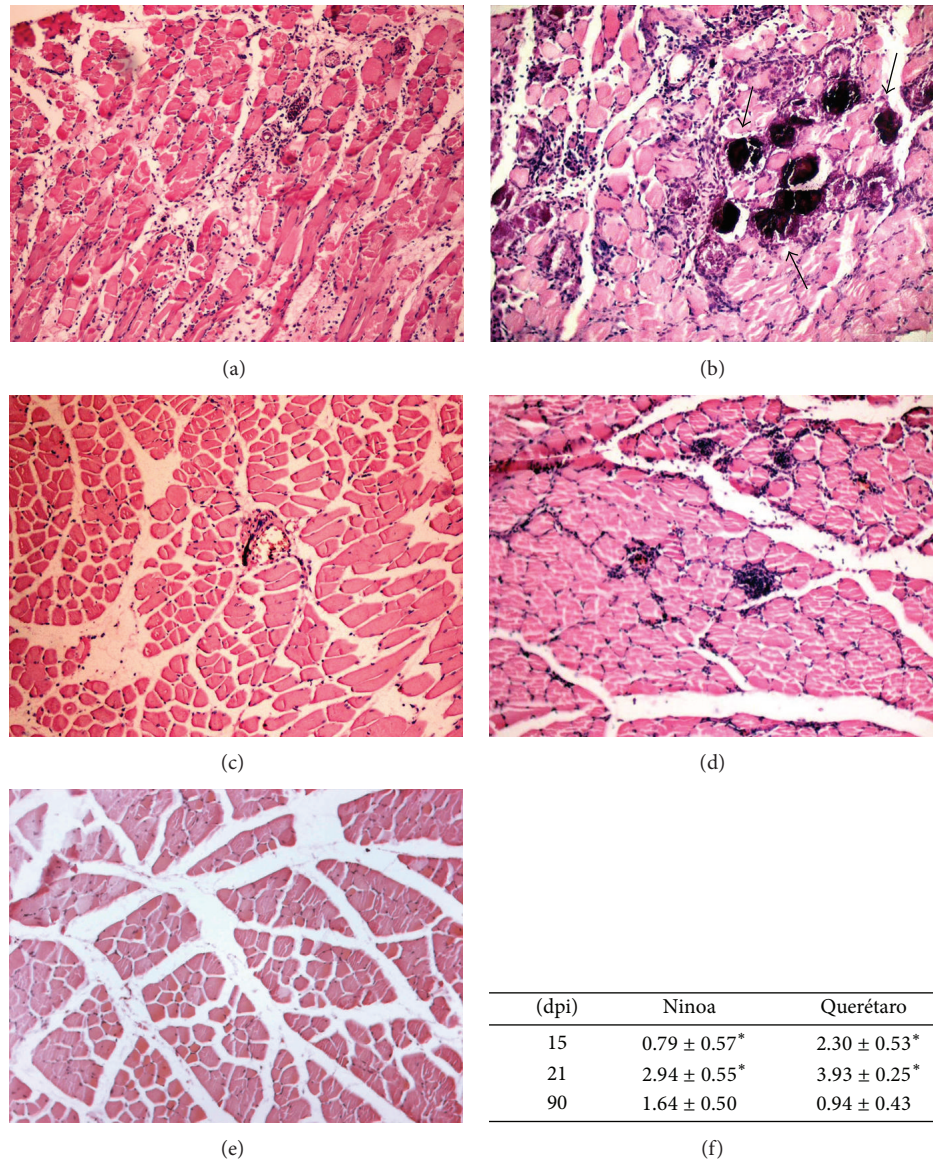 (a)
(b)
(c)
(d)
(e)
(dpi) Ninoa Querétaro
15 0.79 ± 0.57* 2.30 ± 0.53*
21 2.94 ± 0.55* 3.93 ± 0.25*
90 1.64 ± 0.50 0.94 ± 0.43
(f)